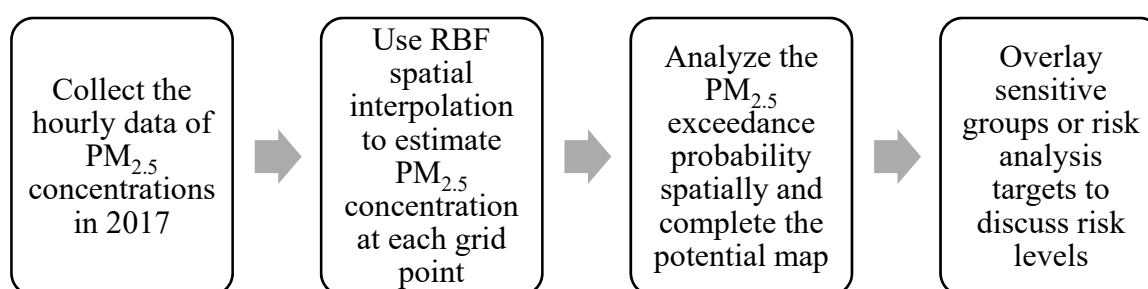 Collect the
hourly data of
PM2.5
concentrations
in 2017
Use RBF
spatial
interpolation
to estimate
PM2.5
concentration
at each grid
point
Analyze the
PM2.5
exceedance
probability
spatially and
complete the
potential map
Overlay
sensitive
groups or risk
analysis
targets to
discuss risk
levels